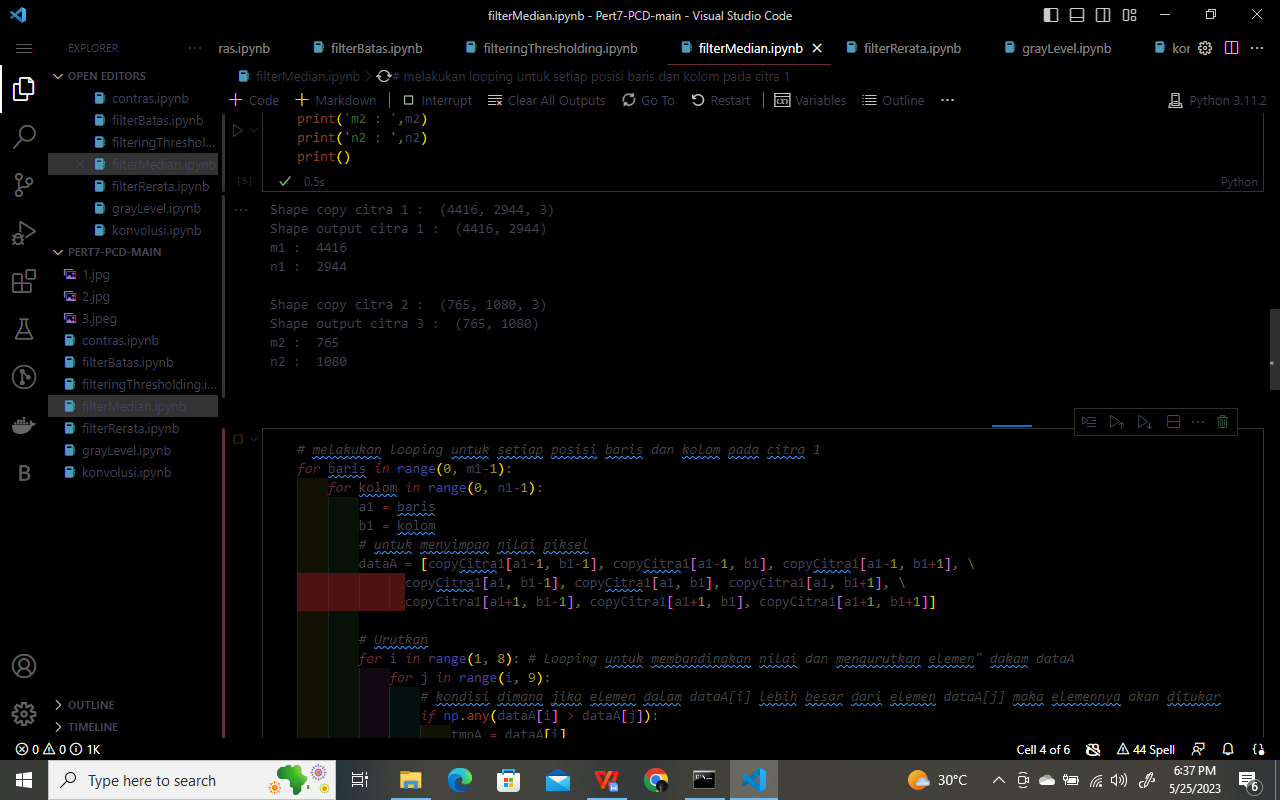 filterMedian.ipynb - Pert7-PCD-main - Visual Studio Code
EXPLORER
ras.ipynb filterBatas.ipynb filteringThresholding.ipynb filterMedian.ipynb filterRerata.ipynb grayLevel.ipynb kor
filterMedian.ipynb > # melakukan looping untuk setiap posisi baris dan kolom pada citra 1
Code Markdown Interrupt Clear All Outputs Go To Restart Variables Outline Python 3.11.2
OPEN EDITORS
contras.ipynb
filterBatas.ipynb
filteringThreshol...
filterMedian.ipynb
filterRerata.ipynb
grayLevel.ipynb
konvolusi.ipynb
PERT7-PCD-MAIN
1.jpg
2.jpg
3.jpeg
contras.ipynb
filterBatas.ipynb
filteringThresholding.i...
filterMedian.ipynb
filterRerata.ipynb
grayLevel.ipynb
konvolusi.ipynb
OUTLINE
TIMELINE
print('m2 : ',m2)
print('n2 : ',n2)
print()
[5] 0.5s Python
Shape copy citra 1 :  (4416, 2944, 3)
Shape output citra 1 :  (4416, 2944)
m1 :  4416
n1 :  2944
Shape copy citra 2 :  (765, 1080, 3)
Shape output citra 3 :  (765, 1080)
m2 :  765
n2 :  1080
# melakukan looping untuk setiap posisi baris dan kolom pada citra 1
for baris in range(0, m1-1):
for kolom in range(0, n1-1):
a1 = baris
b1 = kolom
# untuk menyimpan nilai piksel
dataA = [copyCitra1[a1-1, b1-1], copyCitra1[a1-1, b1], copyCitra1[a1-1, b1+1], \
copyCitra1[a1, b1-1], copyCitra1[a1, b1], copyCitra1[a1, b1+1], \
copyCitra1[a1+1, b1-1], copyCitra1[a1+1, b1], copyCitra1[a1+1, b1+1]]
# Urutkan
for i in range(1, 8): # Looping untuk membandingkan nilai dan mengurutkan elemen" dakam dataA
for j in range(i, 9):
# kondisi dimana jika elemen dalam dataA[i] lebih besar dari elemen dataA[j] maka elemennya akan ditukar
if np.any(dataA[i] > dataA[j]):
tmpA = dataA[i]
0 0 1K Cell 4 of 6 44 Spell
Type here to search 30°C 6:37 PM
5/25/2023 6